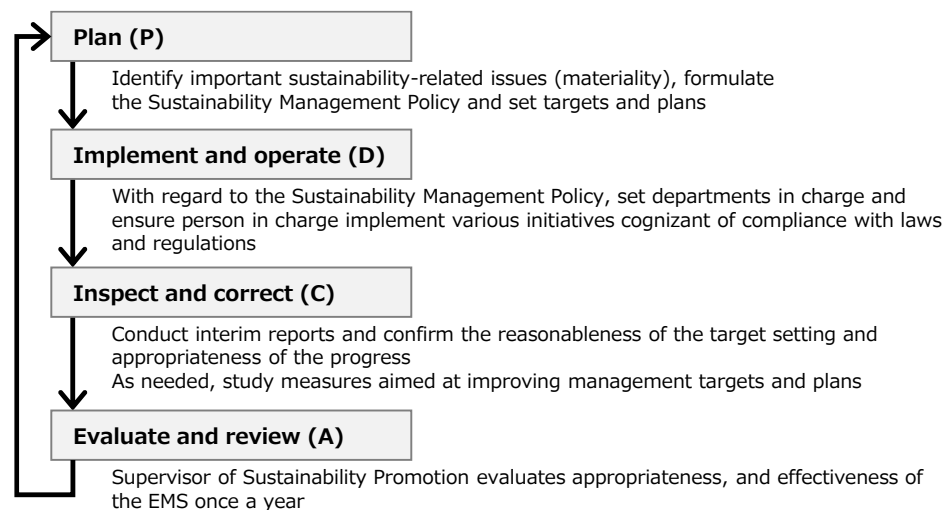 Plan (P)
Identify important sustainability-related issues (materiality), formulate
the Sustainability Management Policy and set targets and plans
Implement and operate (D)
With regard to the Sustainability Management Policy, set departments in charge and
ensure person in charge implement various initiatives cognizant of compliance with laws
and regulations
Inspect and correct (C)
Conduct interim reports and confirm the reasonableness of the target setting and
appropriateness of the progress
As needed, study measures aimed at improving management targets and plans
Evaluate and review (A)
Supervisor of Sustainability Promotion evaluates appropriateness, and effectiveness of
the EMS once a year